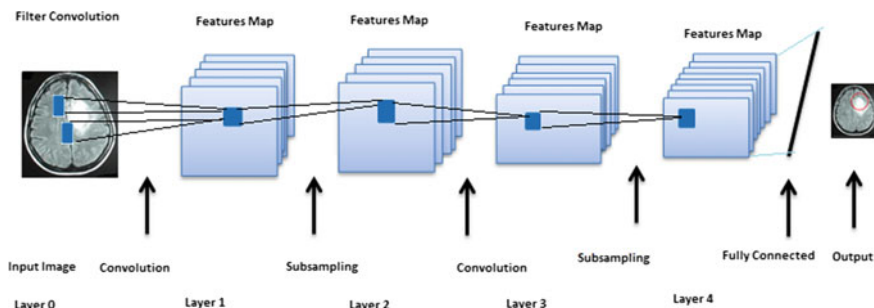 Filter Convolution
Features Map
Features Map
Features Map
Features Map
Input Image
Convolution
Subsampling
Convolution
Subsampling
Fully Connected
Output
Layer 0
Layer 1
Layer 2
Layer 3
Layer 4